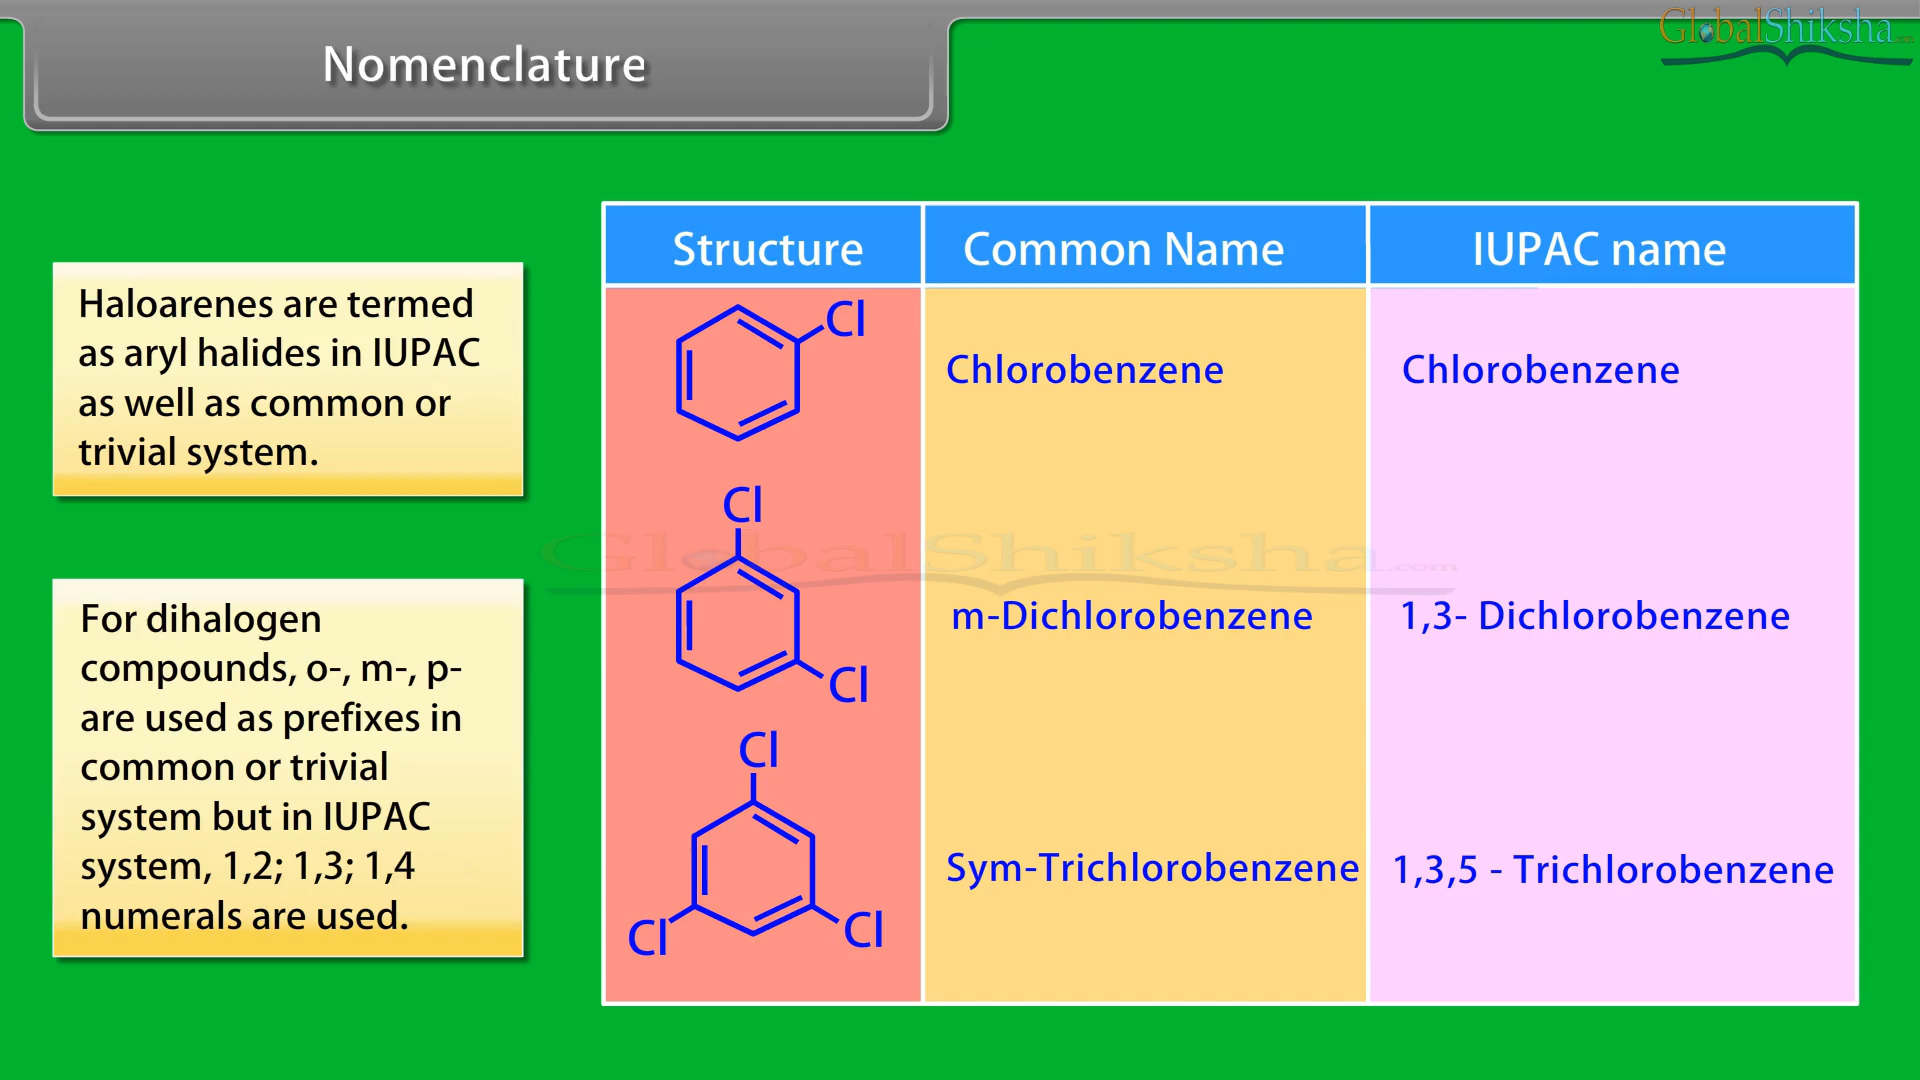 Nomenclature
GlobalShiksha.com
Haloarenes are termed
as aryl halides in IUPAC
as well as common or
trivial system.
For dihalogen
compounds, o-, m-, p-
are used as prefixes in
common or trivial
system but in IUPAC
system, 1,2; 1,3; 1,4
numerals are used.
Structure Common Name IUPAC name
Cl
Chlorobenzene Chlorobenzene
Cl
GlobalShiksha.com
m-Dichlorobenzene 1,3- Dichlorobenzene
Cl
Cl
Sym-Trichlorobenzene 1,3,5 - Trichlorobenzene
Cl Cl